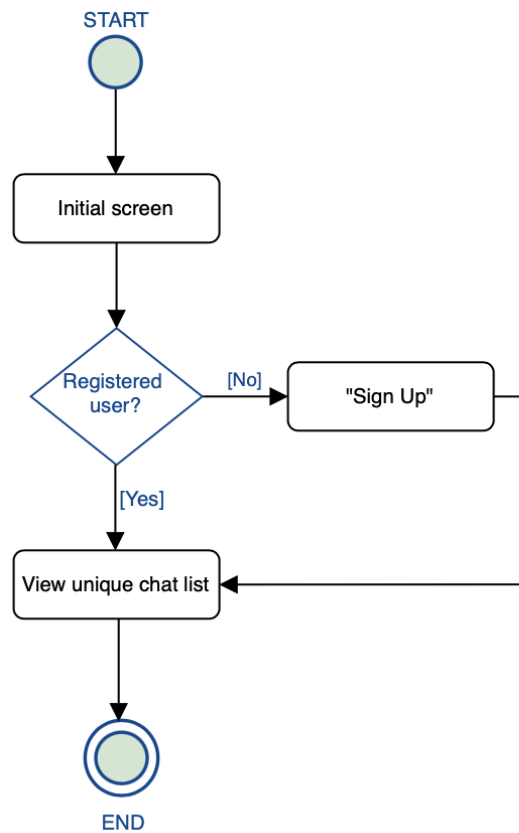 START
Initial screen
Registered
user?
[No]
"Sign Up"
[Yes]
View unique chat list
END